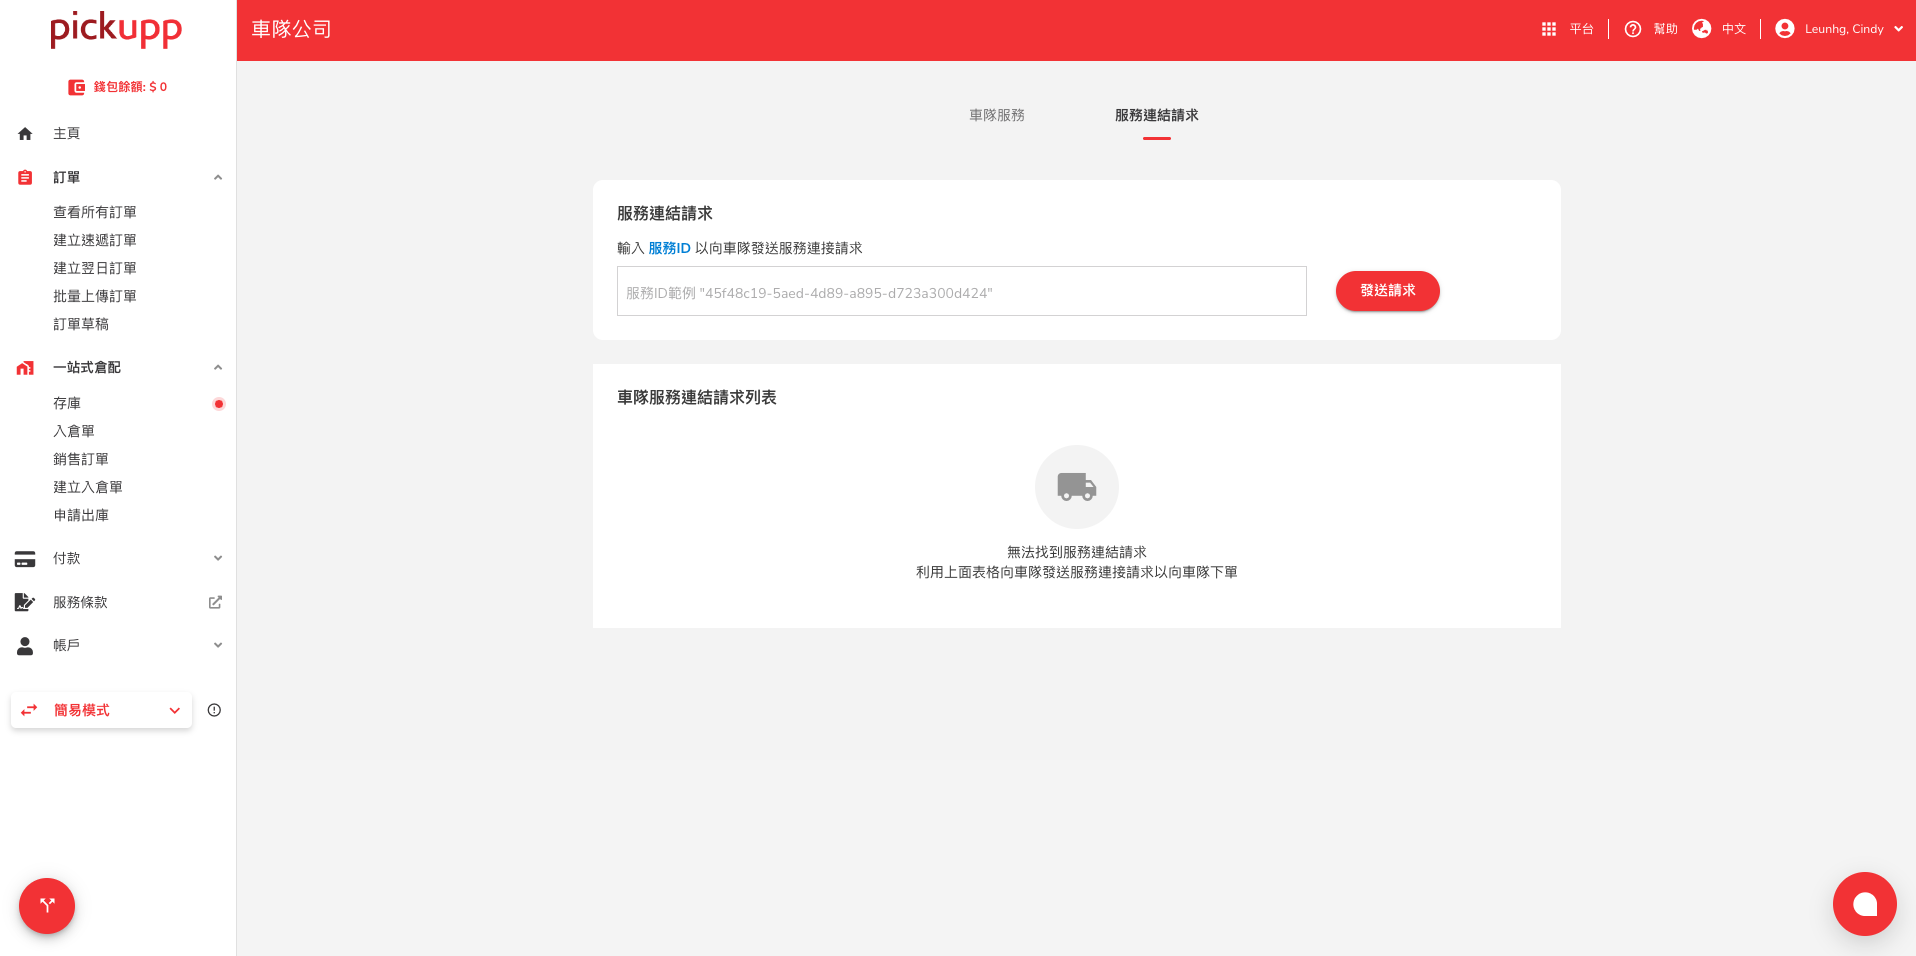 pickupp
錢包餘額: $ 0
主頁
訂單
查看所有訂單
建立速遞訂單
建立翌日訂單
批量上傳訂單
訂單草稿
一站式倉配
存庫
入倉單
銷售訂單
建立入倉單
申請出庫
付款
服務條款
帳戶
簡易模式
車隊公司
平台
幫助
中文
Leunhg, Cindy
車隊服務
服務連結請求
服務連結請求
輸入 服務ID 以向車隊發送服務連接請求
服務ID範例 "45f48c19-5aed-4d89-a895-d723a300d424"
發送請求
車隊服務連結請求列表
無法找到服務連結請求
利用上面表格向車隊發送服務連接請求以向車隊下單